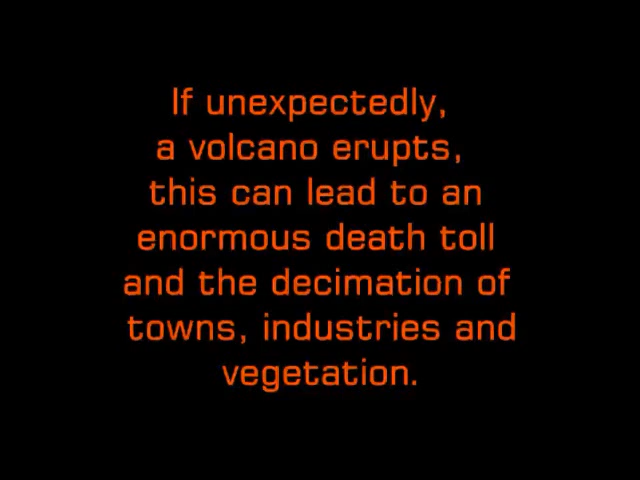 If unexpectedly,
a volcano erupts,
this can lead to an
enormous death toll
and the decimation of
towns, industries and
vegetation.